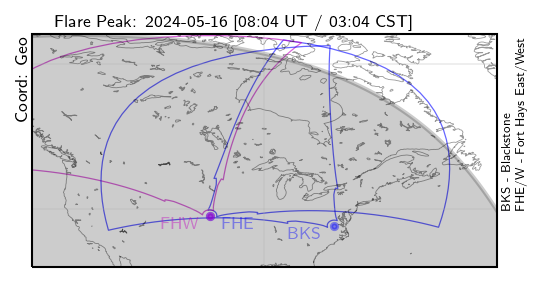 Flare Peak: 2024-05-16 [08:04 UT / 03:04 CST]
Coord: Geo
FHW
FHE
BKS
BKS - Blackstone
FHE/W - Fort Hays East/West